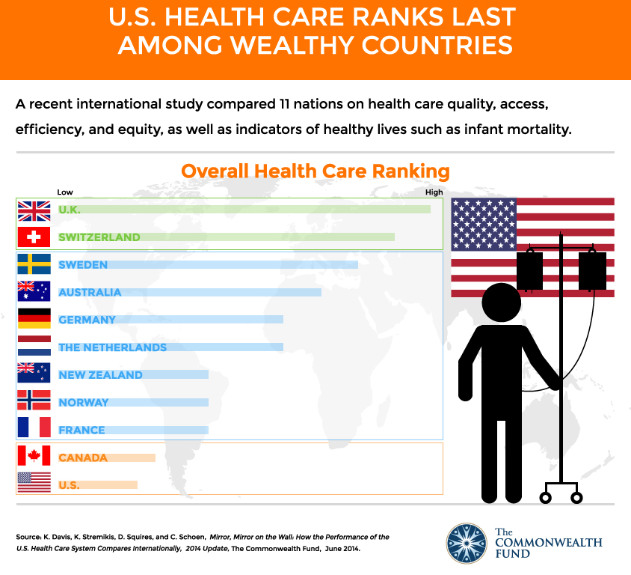 U.S. HEALTH CARE RANKS LAST
AMONG WEALTHY COUNTRIES
A recent international study compared 11 nations on health care quality, access,
efficiency, and equity, as well as indicators of healthy lives such as infant mortality.
Overall Health Care Ranking
Low High
U.K.
SWITZERLAND
SWEDEN
AUSTRALIA
GERMANY
THE NETHERLANDS
NEW ZEALAND
NORWAY
FRANCE
CANADA
U.S.
Source: K. Davis, K. Stremikis, D. Squires, and C. Schoen, Mirror, Mirror on the Wall: How the Performance of the
U.S. Health Care System Compares Internationally, 2014 Update, The Commonwealth Fund, June 2014.
The
COMMONWEALTH
FUND